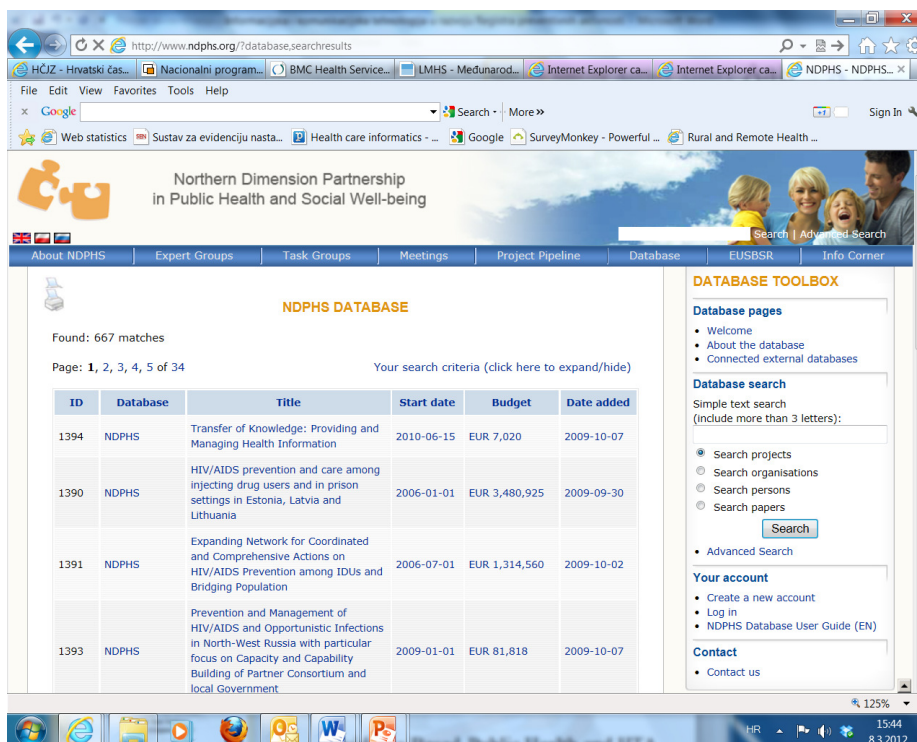 http://www.ndphs.org/?database,searchresults
HČJZ - Hrvatski čas...
Nacionalni program...
BMC Health Service...
LMHS - Međunarod...
Internet Explorer ca...
Internet Explorer ca...
NDPHS - NDPHS...
File Edit View Favorites Tools Help
x Google
Search
More »
+1
Sign In
Web statistics
Sustav za evidenciju nasta...
Health care informatics - ...
Google
SurveyMonkey - Powerful ...
Rural and Remote Health ...
Northern Dimension Partnership
in Public Health and Social Well-being
Search | Advanced Search
About NDPHS Expert Groups Task Groups Meetings Project Pipeline Database EUSBSR Info Corner
NDPHS DATABASE
Found: 667 matches
Page: 1, 2, 3, 4, 5 of 34
Your search criteria (click here to expand/hide)
ID Database Title Start date Budget Date added
1394 NDPHS Transfer of Knowledge: Providing and
Managing Health Information
2010-06-15 EUR 7,020 2009-10-07
1390 NDPHS HIV/AIDS prevention and care among
injecting drug users and in prison
settings in Estonia, Latvia and
Lithuania
2006-01-01 EUR 3,480,925 2009-09-30
1391 NDPHS Expanding Network for Coordinated
and Comprehensive Actions on
HIV/AIDS Prevention among IDUs and
Bridging Population
2006-07-01 EUR 1,314,560 2009-10-02
1393 NDPHS Prevention and Management of
HIV/AIDS and Opportunistic Infections
in North-West Russia with particular
focus on Capacity and Capability
Building of Partner Consortium and
local Government
2009-01-01 EUR 81,818 2009-10-07
DATABASE TOOLBOX
Database pages
Welcome
About the database
Connected external databases
Database search
Simple text search
(include more than 3 letters):
Search projects
Search organisations
Search persons
Search papers
Search
Advanced Search
Your account
Create a new account
Log in
NDPHS Database User Guide (EN)
Contact
Contact us
125%
HR
15:44
8.3.2012